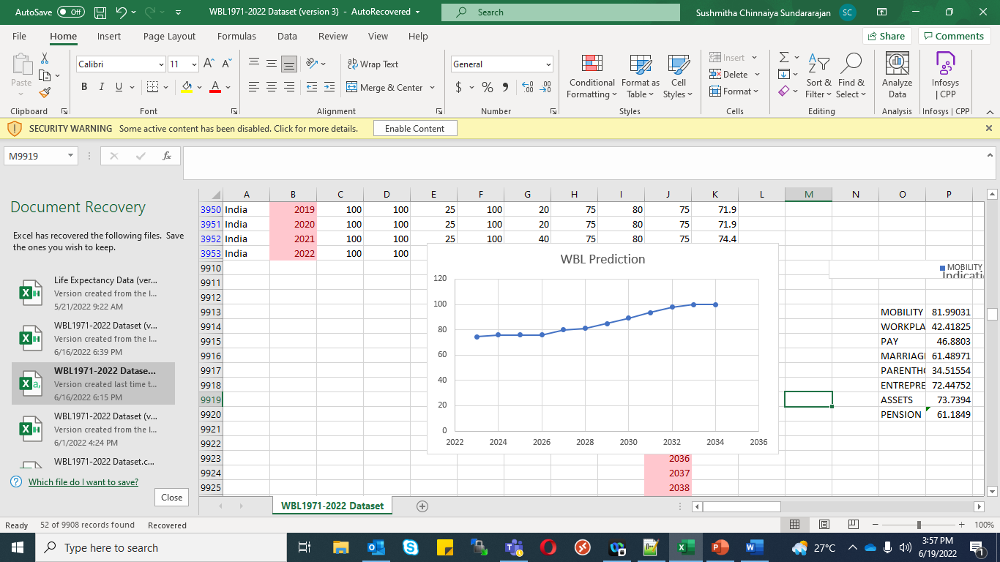 AutoSave Off WBL1971-2022 Dataset (version 3) - AutoRecovered Search Sushmitha Chinnaiya Sundararajan SC
File Home Insert Page Layout Formulas Data Review View Help Share Comments
Paste
Calibri 11
B I U A
Wrap Text
Merge & Center
General
$ % 9
Conditional Formatting
Format as Table
Cell Styles
Insert
Delete
Format
Sort & Filter
Find & Select
Analyze Data
Infosys | CPP
Clipboard Font Alignment Number Styles Cells Editing Analysis Infosys | CPP
SECURITY WARNING Some active content has been disabled. Click for more details. Enable Content
M9919 fx
Document Recovery
Excel has recovered the following files. Save
the ones you wish to keep.
Life Expectancy Data (ver...
Version created from the l...
5/21/2022 9:22 AM
WBL1971-2022 Dataset (v...
Version created from the l...
6/16/2022 6:39 PM
WBL1971-2022 Datase...
Version created last time t...
6/16/2022 6:15 PM
WBL1971-2022 Dataset (v...
Version created from the l...
6/1/2022 4:24 PM
WBL1971-2022 Dataset.c...
Which file do I want to save?
Close
A B C D E F G H I J K L M N O P
3950 India 2019 100 100 25 100 20 75 80 75 71.9
3951 India 2020 100 100 25 100 20 75 80 75 71.9
3952 India 2021 100 100 25 100 40 75 80 75 74.4
3953 India 2022 100 100
9910
9911
9912
9913 MOBILITY 81.99031
9914 WORKPLA 42.41825
9915 PAY 46.8803
9916 MARRIAG 61.48971
9917 PARENTHO 34.51554
9918 ENTREPRE 72.44752
9919 ASSETS 73.7394
9920 PENSION 61.1849
9921
9922
9923 2036
9924 2037
9925 2038
WBL Prediction
120
100
80
60
40
20
0
2022 2024 2026 2028 2030 2032 2034 2036
MOBILITY
WBL1971-2022 Dataset
Ready 52 of 9908 records found Recovered 100%
Type here to search 27°C 3:57 PM
6/19/2022
1